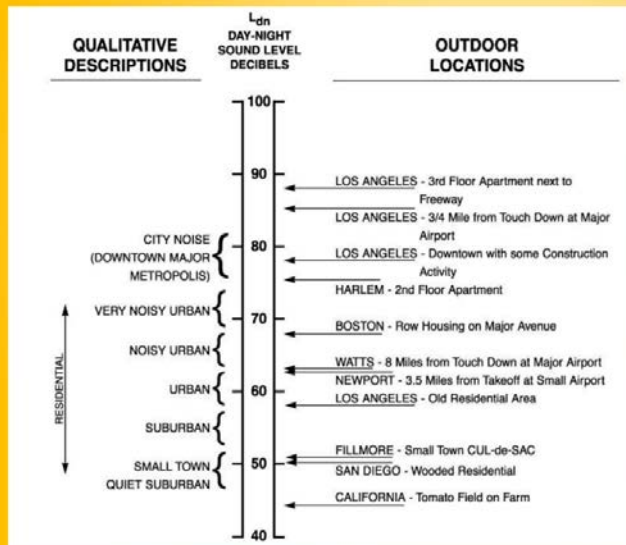 QUALITATIVE
DESCRIPTIONS
Ldn
DAY-NIGHT
SOUND LEVEL
DECIBELS
OUTDOOR
LOCATIONS
100
90
80
70
60
50
40
CITY NOISE
(DOWNTOWN MAJOR
METROPOLIS)
VERY NOISY URBAN
NOISY URBAN
URBAN
SUBURBAN
SMALL TOWN
QUIET SUBURBAN
RESIDENTIAL
LOS ANGELES - 3rd Floor Apartment next to
Freeway
LOS ANGELES - 3/4 Mile from Touch Down at Major
Airport
LOS ANGELES - Downtown with some Construction
Activity
HARLEM - 2nd Floor Apartment
BOSTON - Row Housing on Major Avenue
WATTS - 8 Miles from Touch Down at Major Airport
NEWPORT - 3.5 Miles from Takeoff at Small Airport
LOS ANGELES - Old Residential Area
FILLMORE - Small Town CUL-de-SAC
SAN DIEGO - Wooded Residential
CALIFORNIA - Tomato Field on Farm